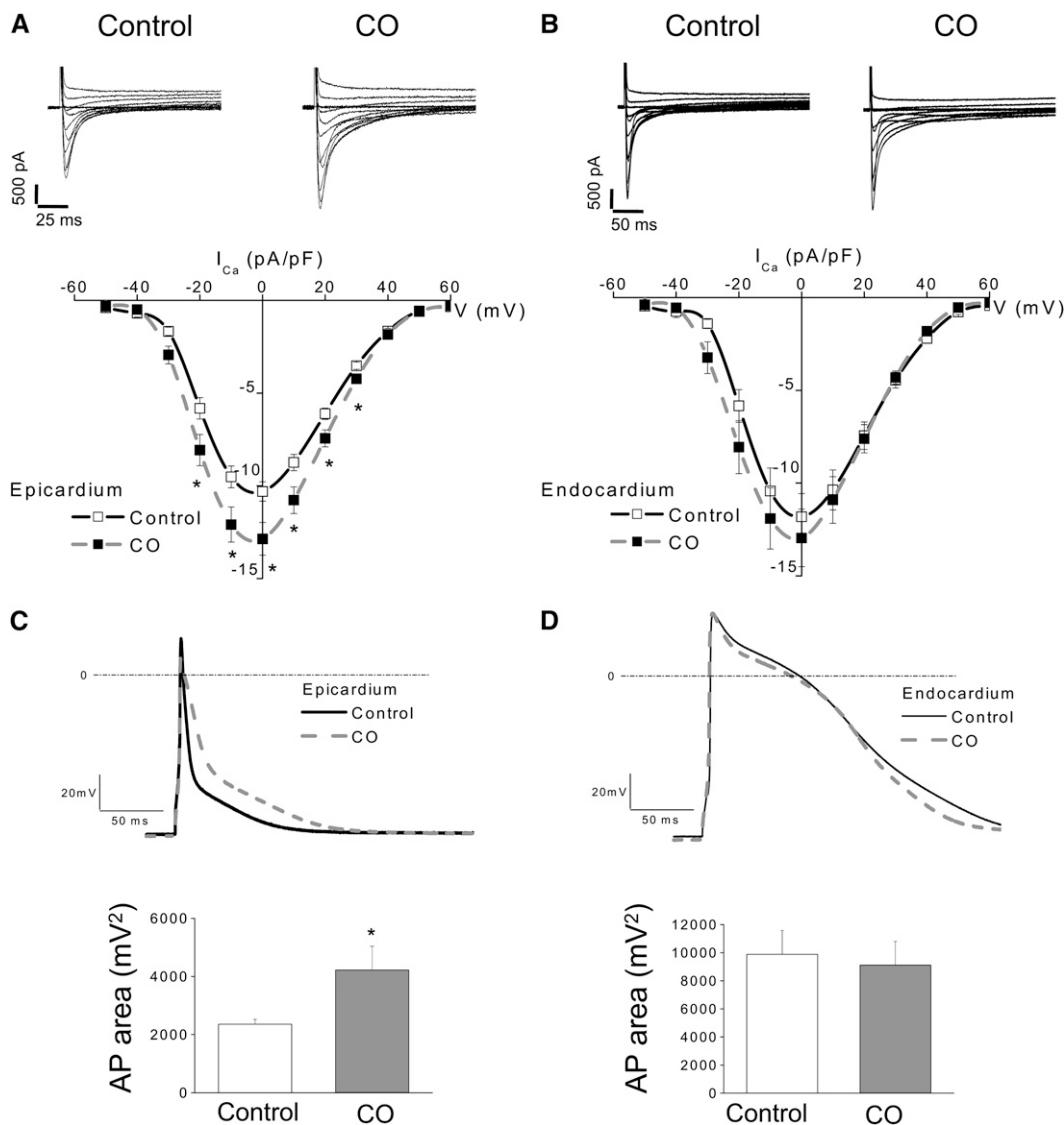 A Control CO
B Control CO
500 pA
25 ms
500 pA
50 ms
I_Ca (pA/pF)
-60 -40 -20 0 20 40 60
V (mV)
-5
-10
-15
* * * * * *
Epicardium
Control
CO
I_Ca (pA/pF)
-60 -40 -20 0 20 40 60
V (mV)
-5
-10
-15
Endocardium
Control
CO
C
0
Epicardium
Control
CO
20mV
50 ms
D
0
Endocardium
Control
CO
20mV
50 ms
AP area (mV²)
6000
4000
2000
0
*
Control CO
AP area (mV²)
12000
10000
8000
6000
4000
2000
0
Control CO